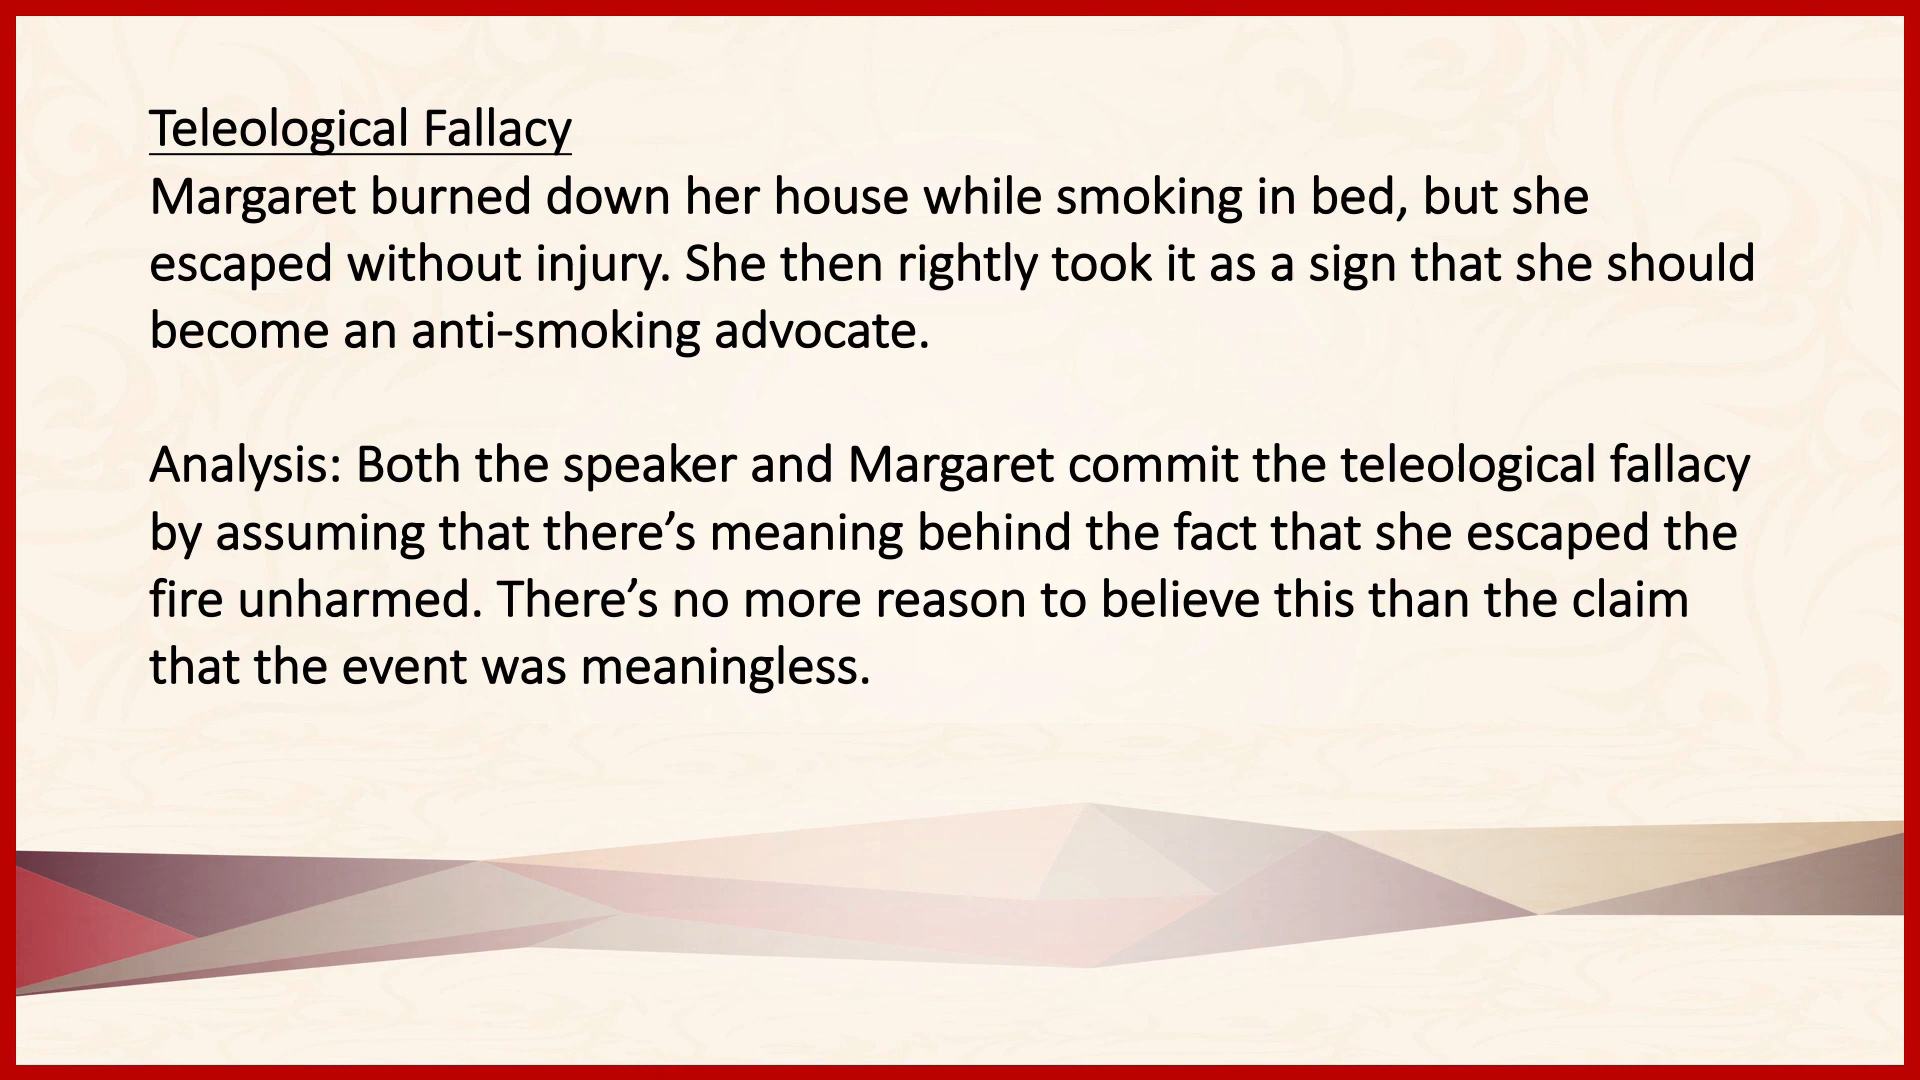 Teleological Fallacy
Margaret burned down her house while smoking in bed, but she
escaped without injury. She then rightly took it as a sign that she should
become an anti-smoking advocate.
Analysis: Both the speaker and Margaret commit the teleological fallacy
by assuming that there’s meaning behind the fact that she escaped the
fire unharmed. There’s no more reason to believe this than the claim
that the event was meaningless.